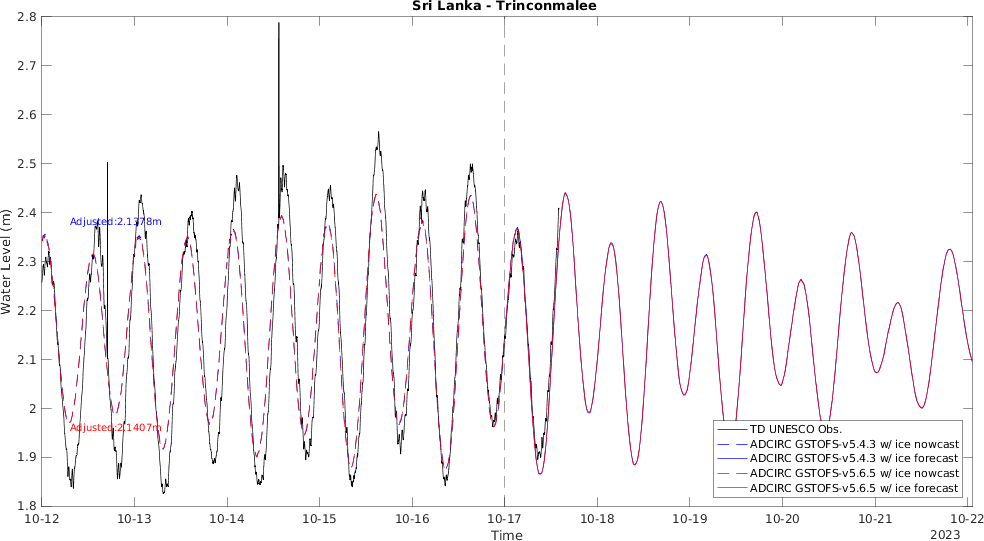 Sri Lanka - Trinconmalee
2.8
2.7
2.6
2.5
2.4
2.3
2.2
2.1
2
1.9
1.8
Water Level (m)
Adjusted:2.1378m
Adjusted:2.1407m
TD UNESCO Obs.
ADCIRC GSTOFS-v5.4.3 w/ ice nowcast
ADCIRC GSTOFS-v5.4.3 w/ ice forecast
ADCIRC GSTOFS-v5.6.5 w/ ice nowcast
ADCIRC GSTOFS-v5.6.5 w/ ice forecast
10-12 10-13 10-14 10-15 10-16 10-17 10-18 10-19 10-20 10-21 10-22
Time
2023